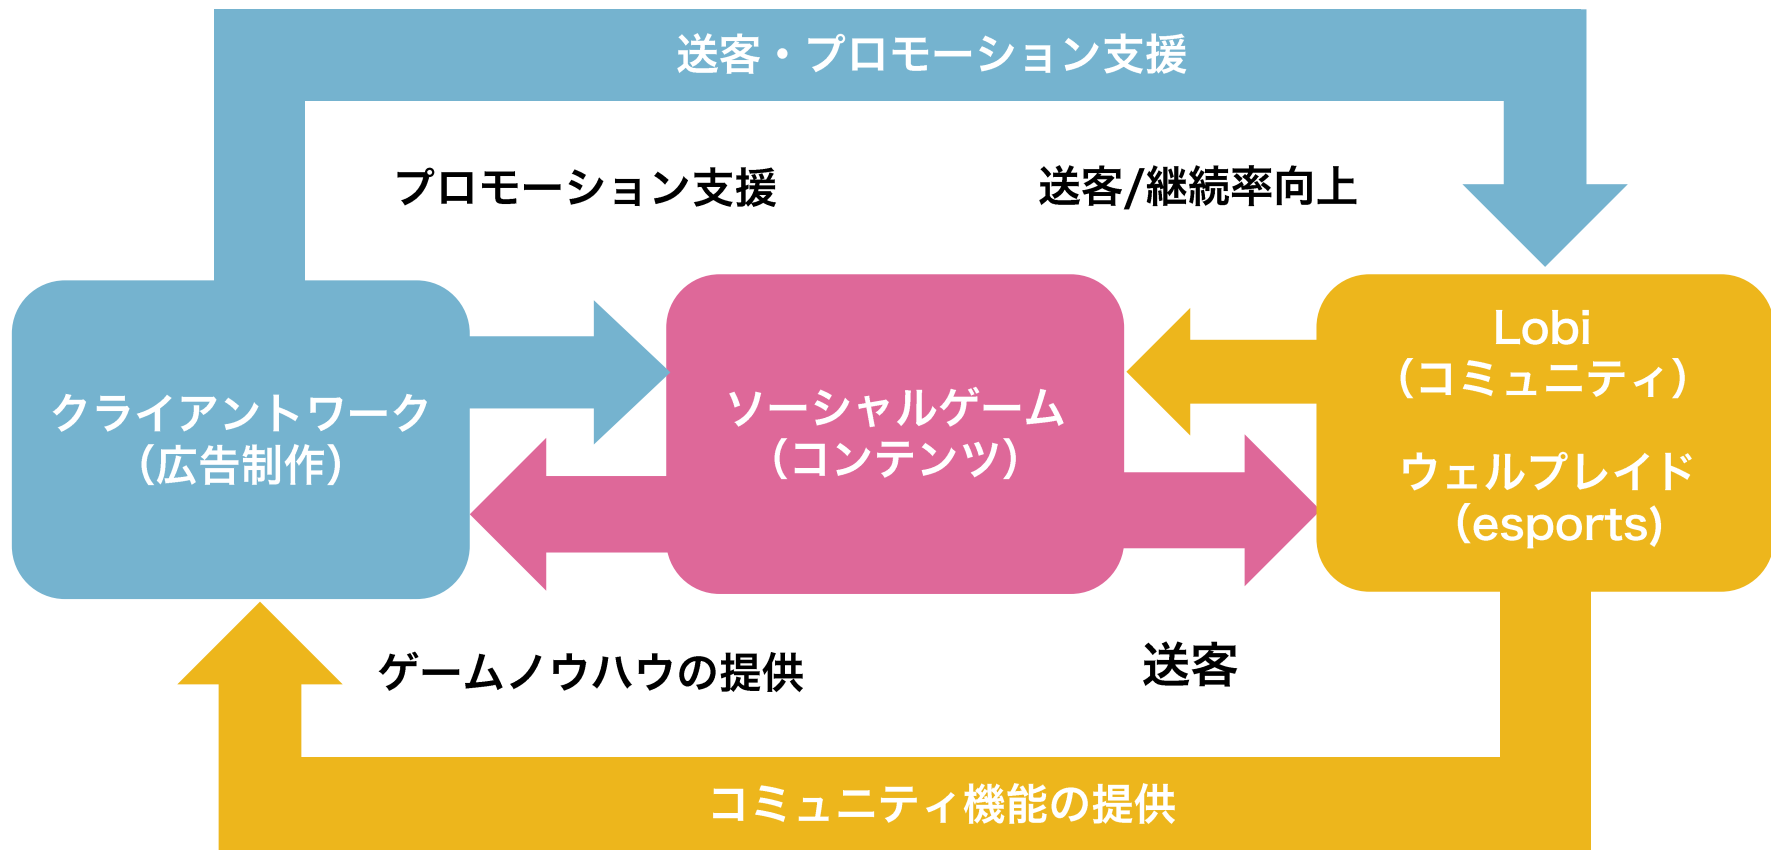 送客・プロモーション支援
プロモーション支援
送客/継続率向上
クライアントワーク
（広告制作）
ソーシャルゲーム
（コンテンツ）
Lobi
（コミュニティ）
ウェルプレイド
（esports)
ゲームノウハウの提供
送客
コミュニティ機能の提供